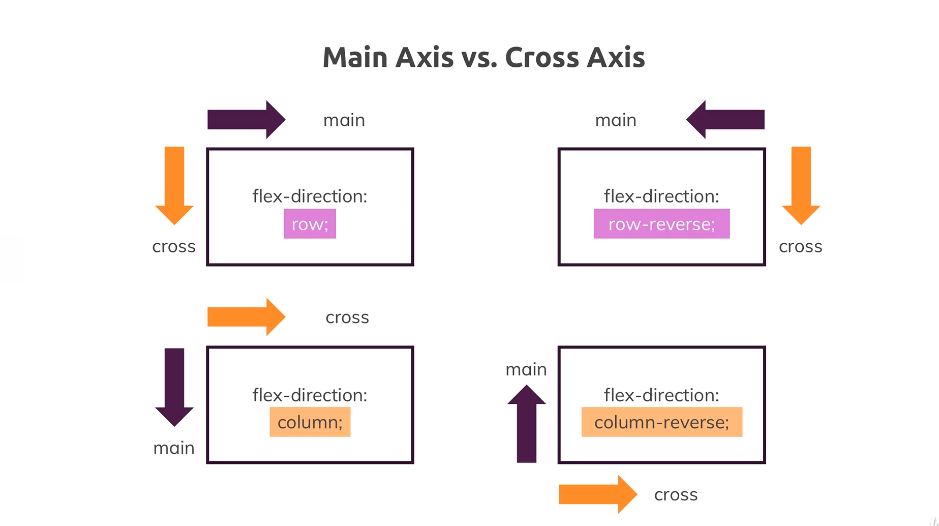 Main Axis vs. Cross Axis
main
flex-direction:
row;
cross
main
flex-direction:
row-reverse;
cross
cross
flex-direction:
column;
main
main
flex-direction:
column-reverse;
cross